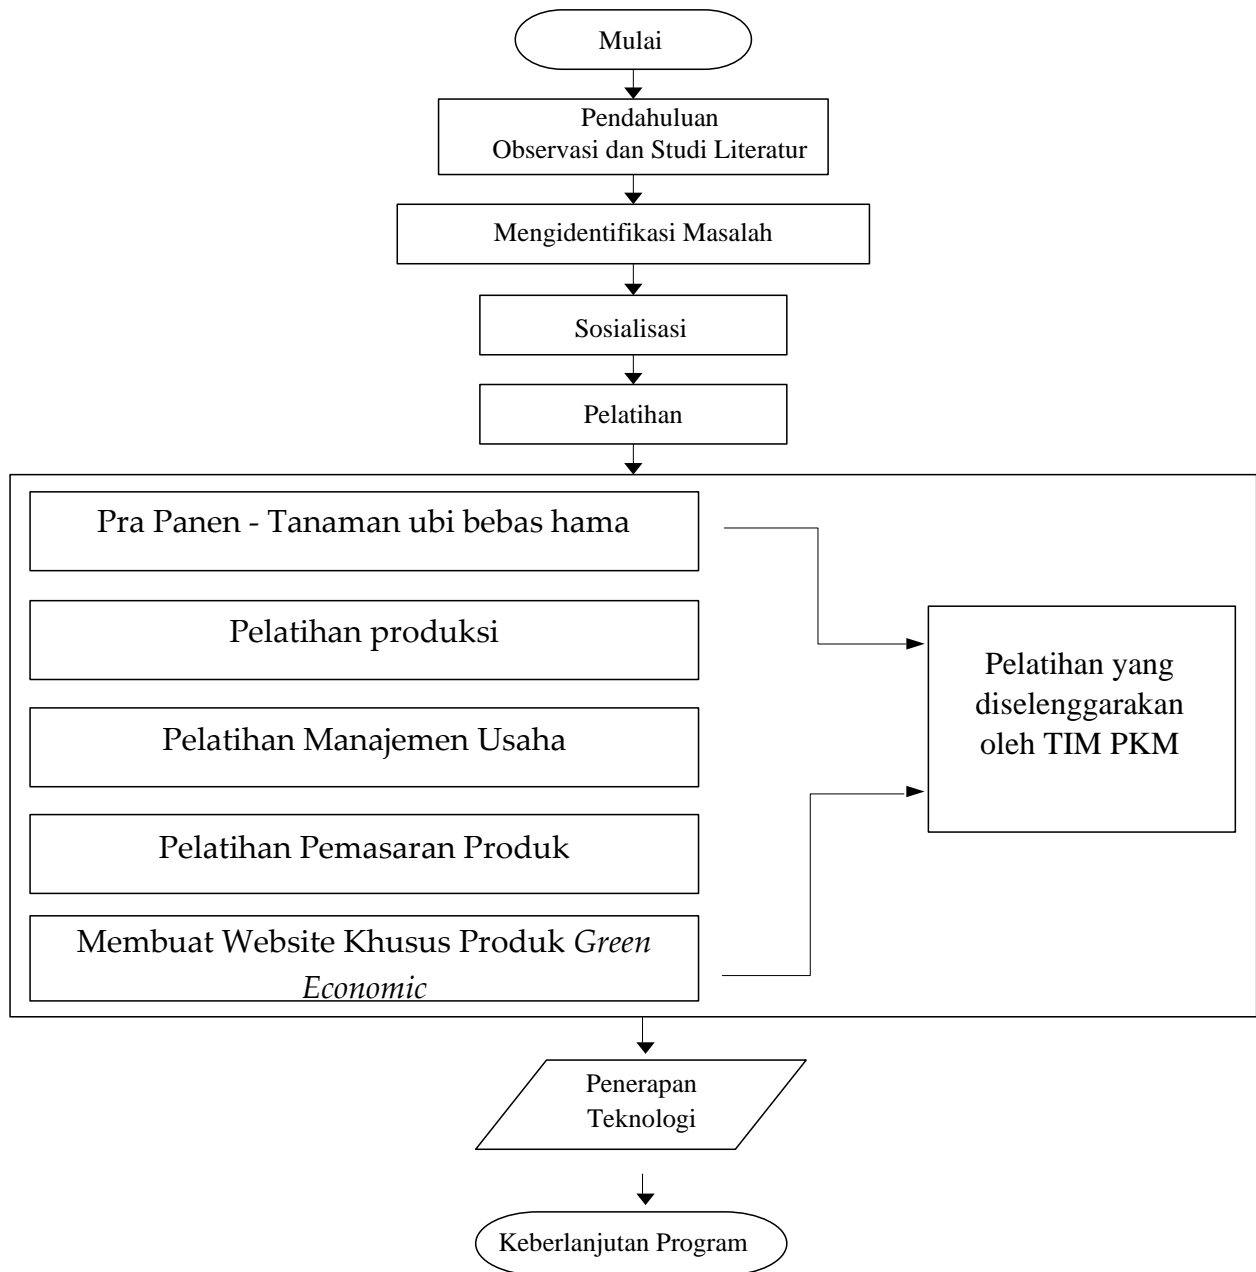 Mulai
Pendahuluan
Observasi dan Studi Literatur
Mengidentifikasi Masalah
Sosialisasi
Pelatihan
Pra Panen - Tanaman ubi bebas hama
Pelatihan produksi
Pelatihan Manajemen Usaha
Pelatihan Pemasaran Produk
Membuat Website Khusus Produk Green
Economic
Pelatihan yang
diselenggarakan
oleh TIM PKM
Penerapan
Teknologi
Keberlanjutan Program